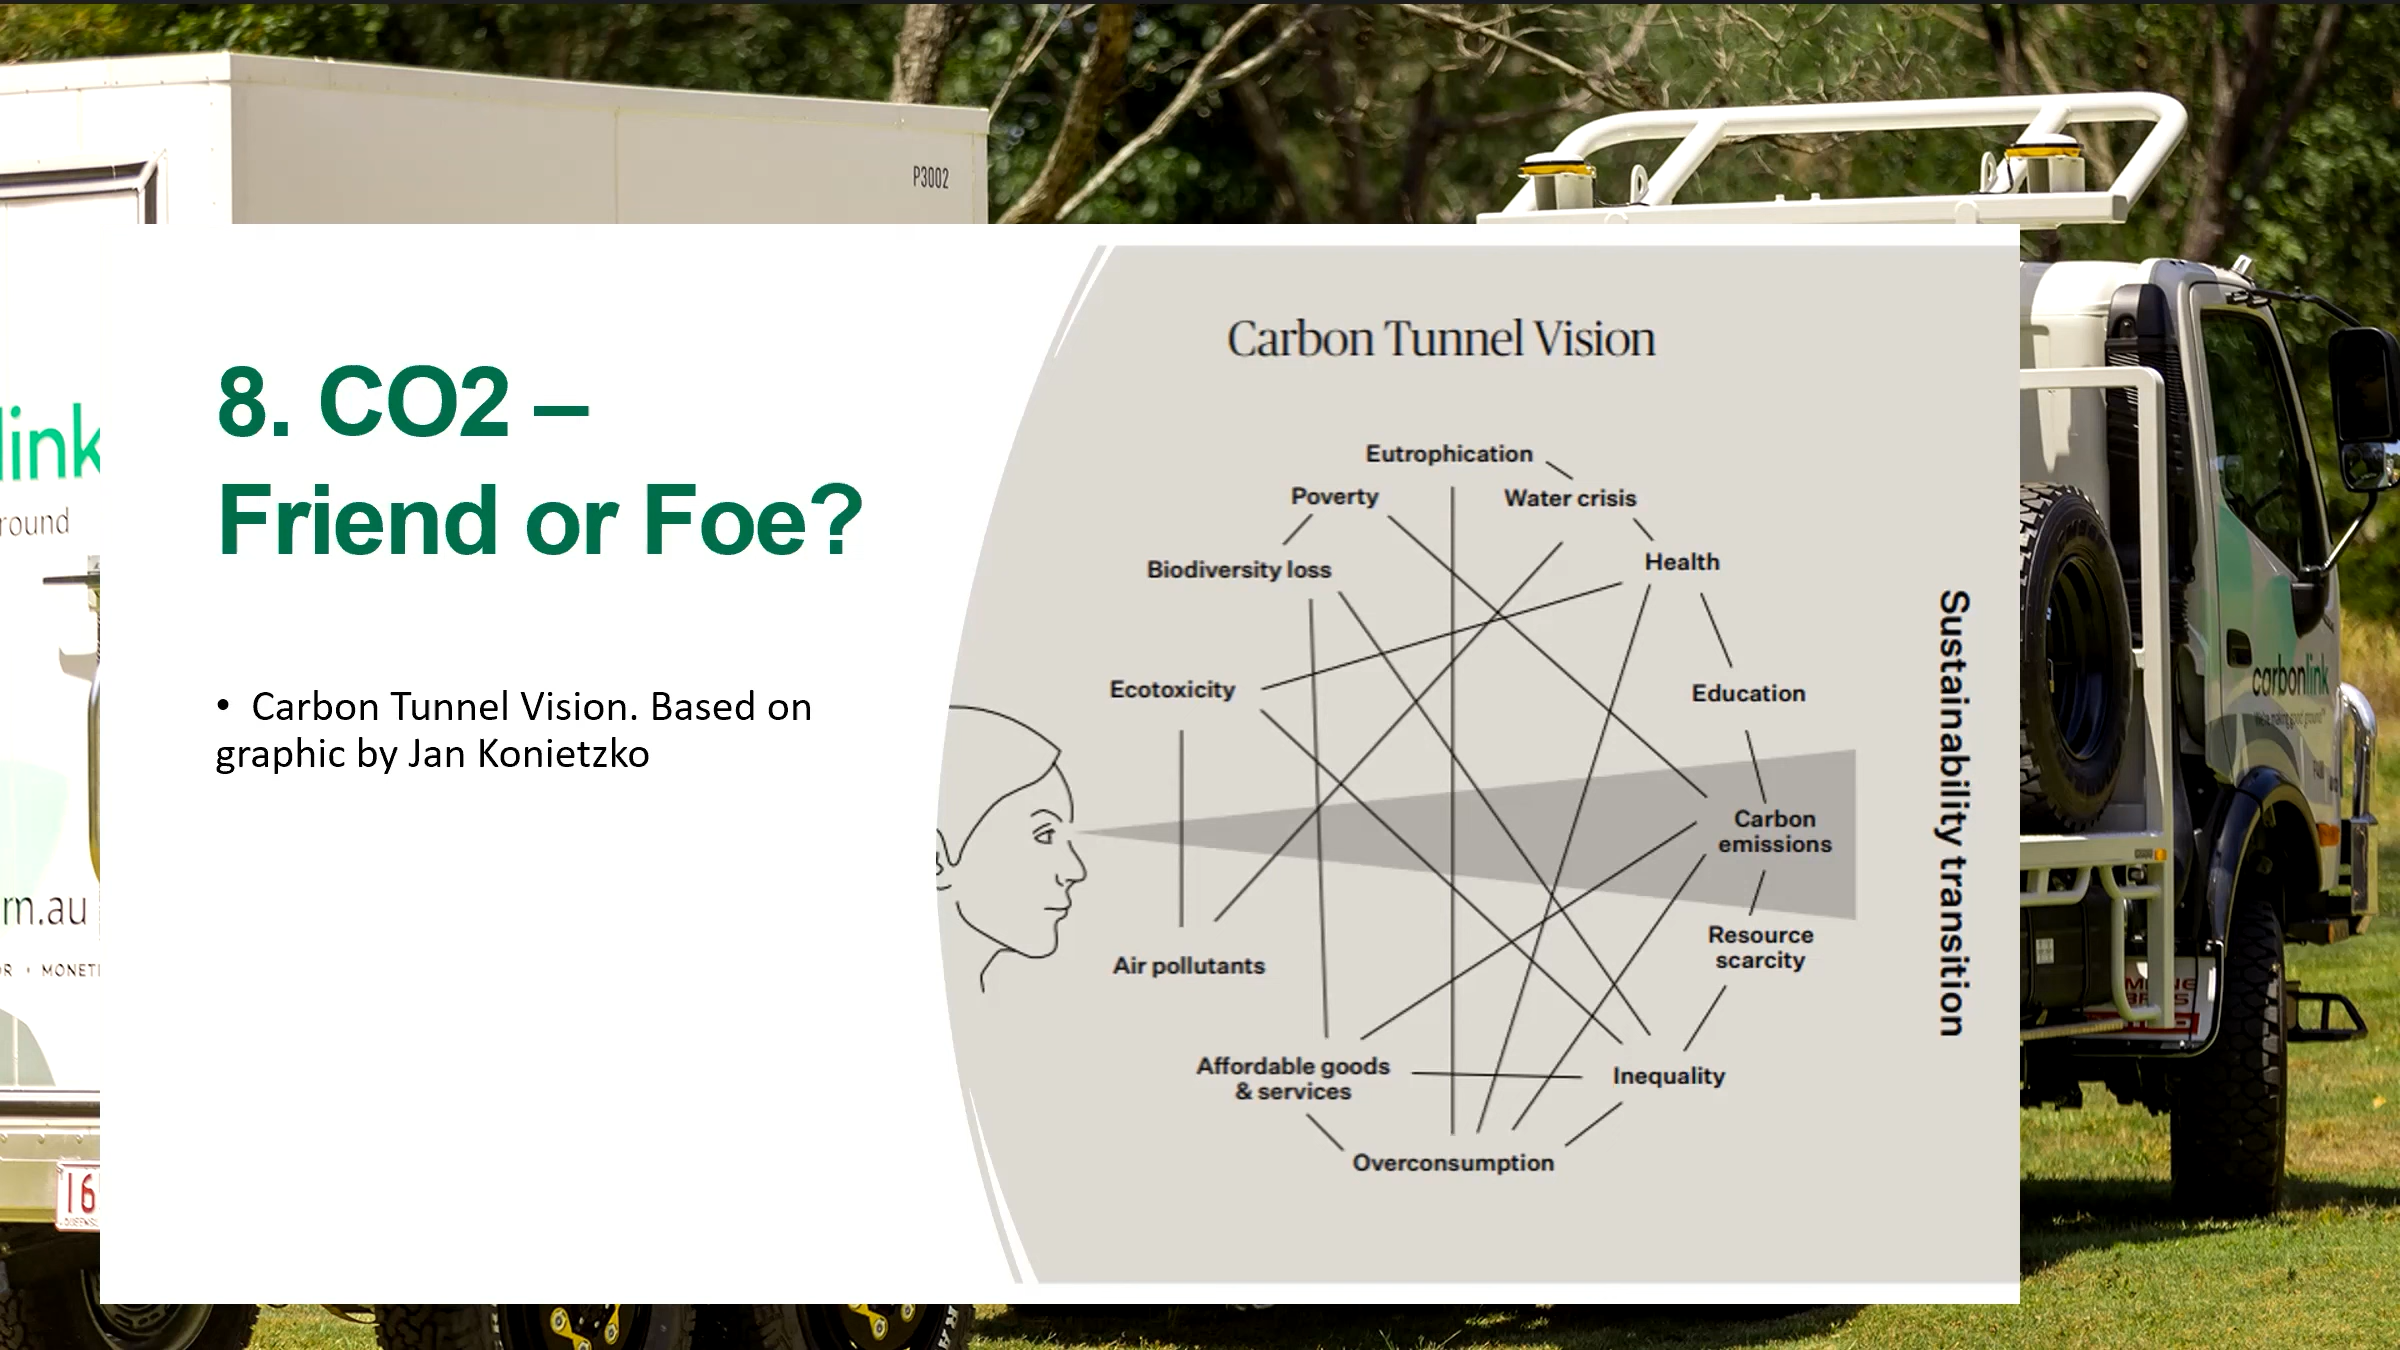 P3002
8. CO2 –
Friend or Foe?
• Carbon Tunnel Vision. Based on
graphic by Jan Konietzko
Carbon Tunnel Vision
Eutrophication
Poverty
Water crisis
Biodiversity loss
Health
Ecotoxicity
Education
Carbon
emissions
Resource
scarcity
Air pollutants
Affordable goods
& services
Inequality
Overconsumption
Sustainability transition
link
round
rn.au
MONET
16
carbonlink